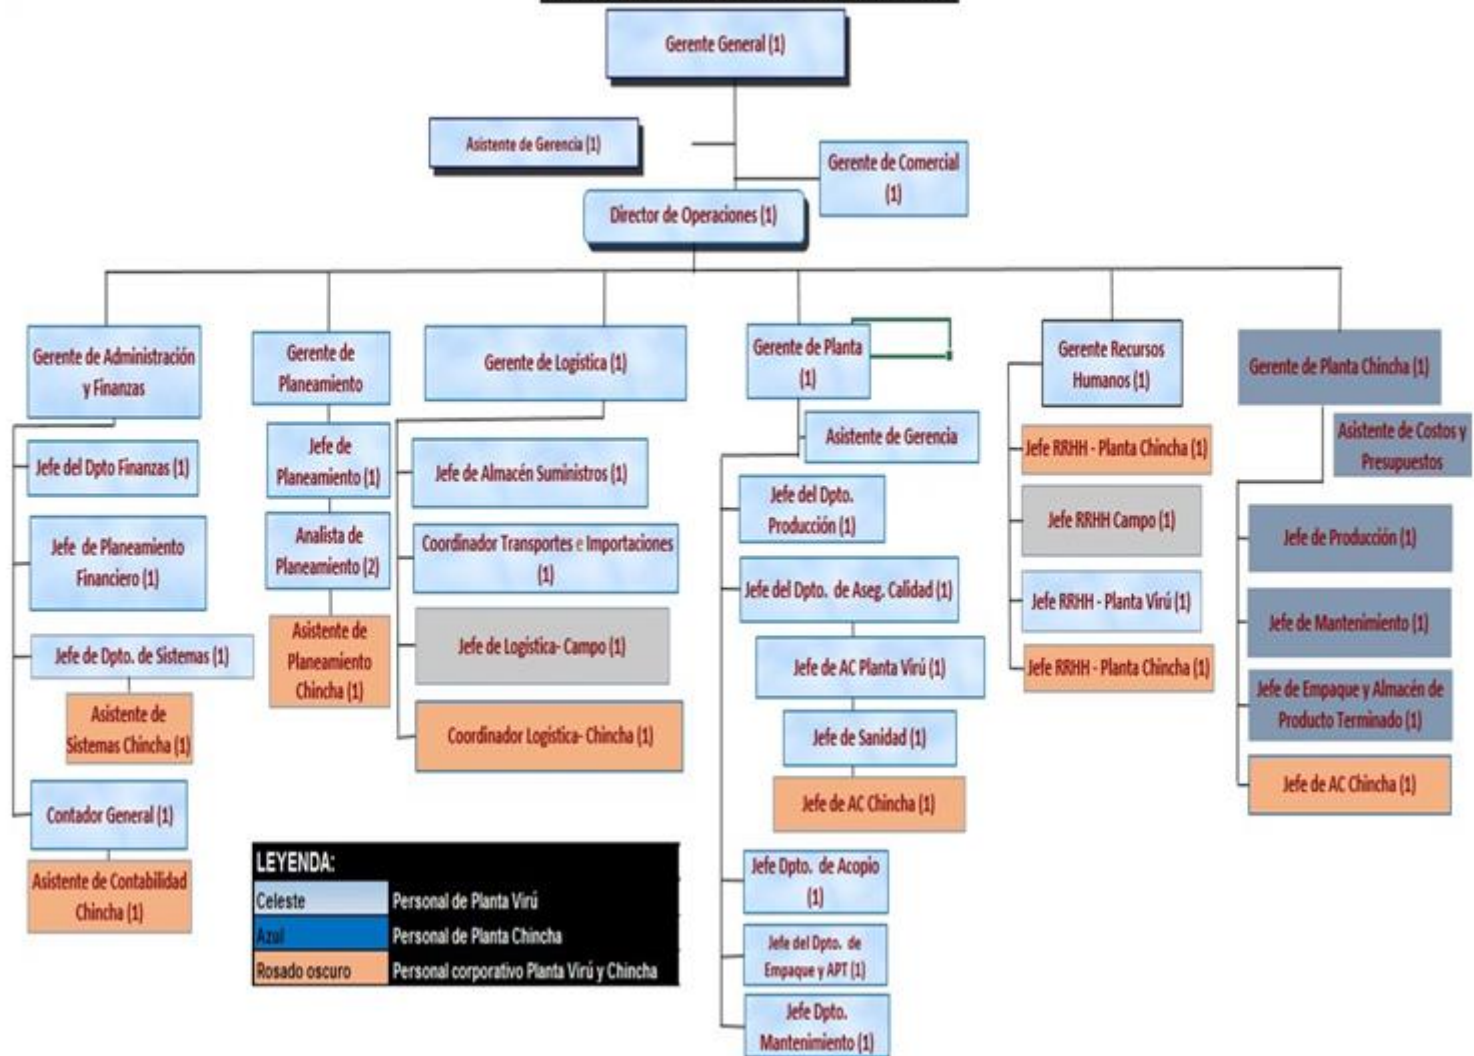 Gerente General (1)
Asistente de Gerencia (1)
Gerente de Comercial
(1)
Director de Operaciones (1)
Gerente de Administración
y Finanzas
Jefe del Dpto Finanzas (1)
Jefe de Planeamiento
Financiero (1)
Jefe de Dpto. de Sistemas (1)
Asistente de
Sistemas Chincha (1)
Contador General (1)
Asistente de Contabilidad
Chincha (1)
Gerente de
Planeamiento
Jefe de
Planeamiento (1)
Analista de
Planeamiento (2)
Asistente de
Planeamiento
Chincha (1)
Gerente de Logística (1)
Jefe de Almacén Suministros (1)
Coordinador Transportes e Importaciones
(1)
Jefe de Logística- Campo (1)
Coordinador Logística- Chincha (1)
Gerente de Planta
(1)
Asistente de Gerencia
Jefe del Dpto.
Producción (1)
Jefe del Dpto. de Aseg. Calidad (1)
Jefe de AC Planta Virú (1)
Jefe de Sanidad (1)
Jefe de AC Chincha (1)
Jefe Dpto. de Acopio
(1)
Jefe del Dpto. de
Empaque y APT (1)
Jefe Dpto.
Mantenimiento (1)
Gerente Recursos
Humanos (1)
Jefe RRHH - Planta Chincha (1)
Jefe RRHH Campo (1)
Jefe RRHH - Planta Virú (1)
Jefe RRHH - Planta Chincha (1)
Gerente de Planta Chincha (1)
Asistente de Costos y
Presupuestos
Jefe de Producción (1)
Jefe de Mantenimiento (1)
Jefe de Empaque y Almacén de
Producto Terminado (1)
Jefe de AC Chincha (1)
LEYENDA:
Celeste Personal de Planta Virú
Azul Personal de Planta Chincha
Rosado oscuro Personal corporativo Planta Virú y Chincha